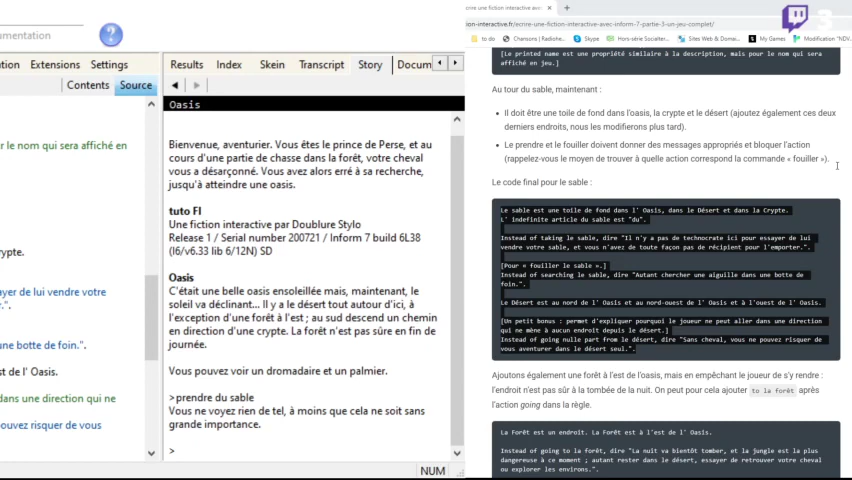 umentation
ution Extensions Settings
Contents Source
r le nom qui sera affiché en
rypte.
ayer de lui vendre votre
r.".
une botte de foin.".
st de l' Oasis.
dans une direction qui ne
pouvez risquer de vous
Results Index Skein Transcript Story Docum
Oasis
Bienvenue, aventurier. Vous êtes le prince de Perse, et au
cours d'une partie de chasse dans la forêt, votre cheval
vous a désarçonné. Vous avez alors erré à sa recherche,
jusqu'à atteindre une oasis.
tuto FI
Une fiction interactive par Doublure Stylo
Release 1 / Serial number 200721 / Inform 7 build 6L38
(I6/v6.33 lib 6/12N) SD
Oasis
C'était une belle oasis ensoleillée mais, maintenant, le
soleil va déclinant... Il y a le désert tout autour d'ici, à
l'exception d'une forêt à l'est ; au sud descend un chemin
en direction d'une crypte. La forêt n'est pas sûre en fin de
journée.
Vous pouvez voir un dromadaire et un palmier.
>prendre du sable
Vous ne voyez rien de tel, à moins que cela ne soit sans
grande importance.
>
NUM
crire une fiction interactive avec
ion-interactive.fr/ecrire-une-fiction-interactive-avec-inform-7-partie-3-un-jeu-complet/
to do Chansons (Radiohe... Skype Hors-série Socialter... Sites Web & Domai... My Games Modification "NDV...
3
[Le printed name est une propriété similaire à la description, mais pour le nom qui sera
affiché en jeu.]
Au tour du sable, maintenant :
• Il doit être une toile de fond dans l'oasis, la crypte et le désert (ajoutez également ces deux
derniers endroits, nous les modifierons plus tard).
• Le prendre et le fouiller doivent donner des messages appropriés et bloquer l'action
(rappelez-vous le moyen de trouver à quelle action correspond la commande « fouiller »).
Le code final pour le sable :
Le sable est une toile de fond dans l' Oasis, dans le Désert et dans la Crypte.
L' indefinite article du sable est "du".
Instead of taking le sable, dire "Il n'y a pas de technocrate ici pour essayer de lui
vendre votre sable, et vous n'avez de toute façon pas de récipient pour l'emporter.".
[Pour « fouiller le sable ».]
Instead of searching le sable, dire "Autant chercher une aiguille dans une botte de
foin.".
Le Désert est au nord de l' Oasis et au nord-ouest de l' Oasis et à l'ouest de l' Oasis.
[Un petit bonus : permet d'expliquer pourquoi le joueur ne peut aller dans une direction
qui ne mène à aucun endroit depuis le désert.]
Instead of going nulle part from le désert, dire "Sans cheval, vous ne pouvez risquer de
vous aventurer dans le désert seul.".
Ajoutons également une forêt à l'est de l'oasis, mais en empêchant le joueur de s'y rendre :
l'endroit n'est pas sûr à la tombée de la nuit. On peut pour cela ajouter to la forêt après
l'action going dans la règle.
La Forêt est un endroit. La Forêt est à l'est de l' Oasis.
Instead of going to la forêt, dire "La nuit va bientôt tomber, et la jungle est la plus
dangereuse à ce moment ; autant rester dans le désert, essayer de retrouver votre cheval
ou explorer les environs.".